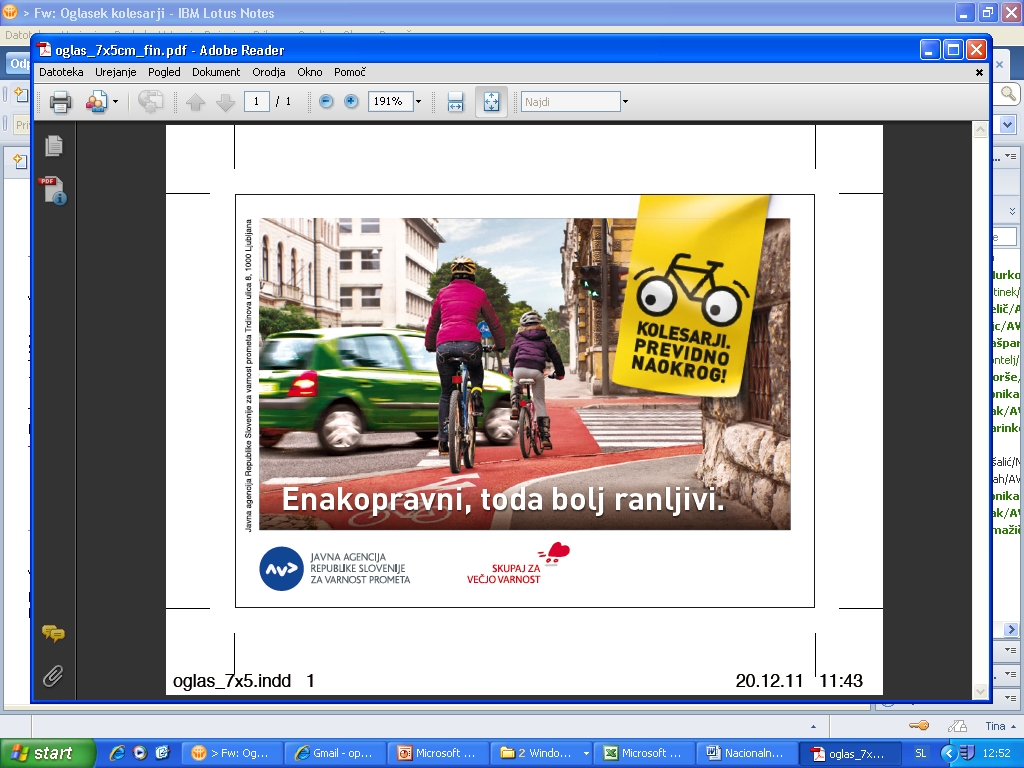 > Fw: Oglasek kolesarji - IBM Lotus Notes
oglas_7x5cm_fin.pdf - Adobe Reader
Datoteka Urejanje Pogled Dokument Orodja Okno Pomoč
1 / 1
191%
Najdi
Javna agencija Republike Slovenije za varnost prometa Trdinova ulica 8, 1000 Ljubljana
KOLESARJI.
PREVIDNO
NAOKROG!
Enakopravni, toda bolj ranljivi.
JAVNA AGENCIJA
REPUBLIKE SLOVENIJE
ZA VARNOST PROMETA
SKUPAJ ZA
VEČJO VARNOST
oglas_7x5.indd 1
20.12.11 11:43
Tina
start
> Fw: Og...
Gmail - op...
Microsoft ...
2 Windo...
Microsoft ...
Nacionaln...
oglas_7x...
SL
12:52